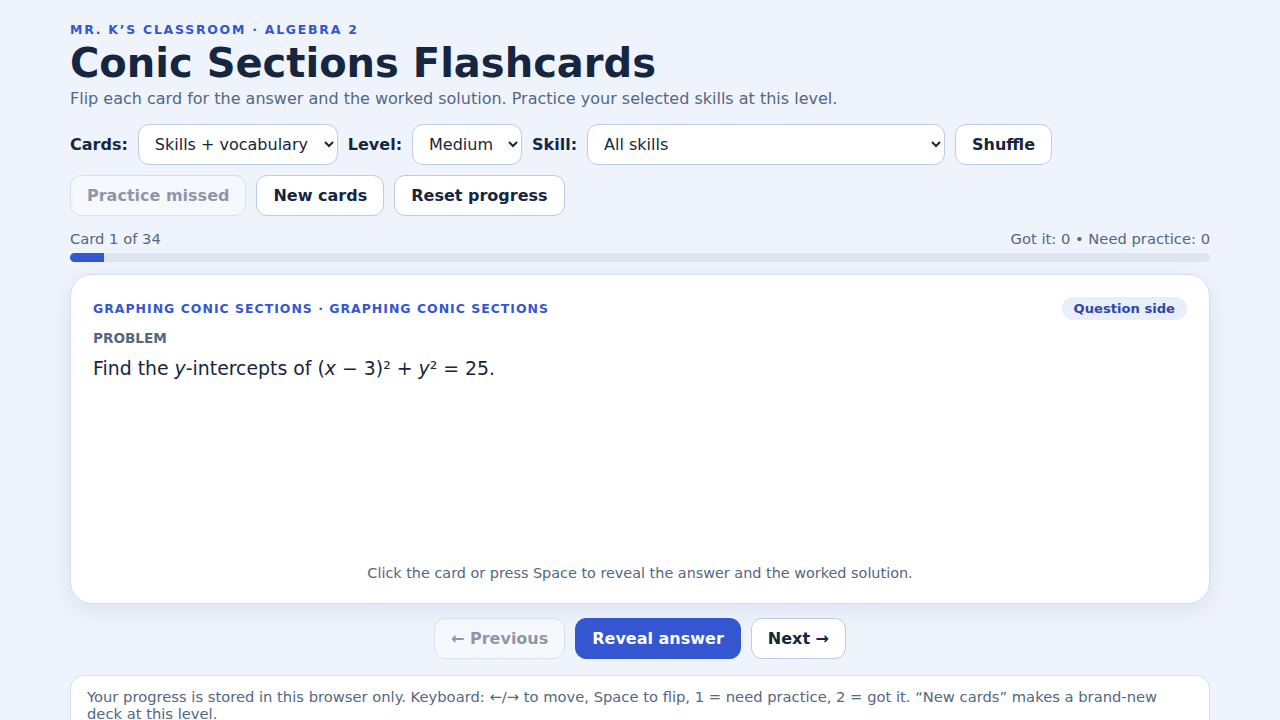 MR. K’S CLASSROOM · ALGEBRA 2
Conic Sections Flashcards
Flip each card for the answer and the worked solution. Practice your selected skills at this level.
Cards: Skills + vocabulary Level: Medium Skill: All skills Shuffle
Practice missed New cards Reset progress
Card 1 of 34 Got it: 0 • Need practice: 0
GRAPHING CONIC SECTIONS · GRAPHING CONIC SECTIONS Question side
PROBLEM
Find the y-intercepts of (x − 3)² + y² = 25.
Click the card or press Space to reveal the answer and the worked solution.
← Previous Reveal answer Next →
Your progress is stored in this browser only. Keyboard: ←/→ to move, Space to flip, 1 = need practice, 2 = got it. “New cards” makes a brand-new
deck at this level.